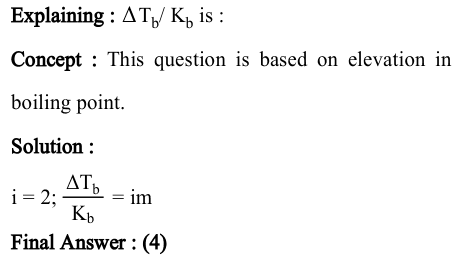 Explaining : ΔT_b/ K_b is :
Concept : This question is based on elevation in
boiling point.
Solution :
i = 2; ΔT_b/K_b = im
Final Answer : (4)